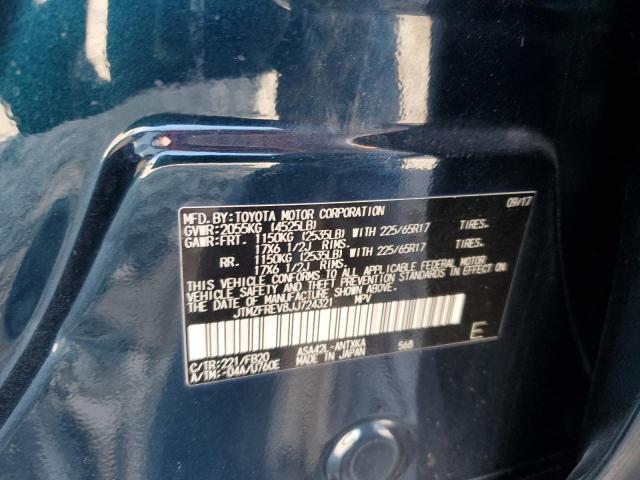 MFD. BY: TOYOTA MOTOR CORPORATION 09/17
GVWR: 2055KG (4525LB)
GAWR: FRT. 1150KG (2535LB) WITH 225/65R17 TIRES.
17X6 1/2J RIMS.
RR. 1150KG (2535LB) WITH 225/65R17 TIRES.
17X6 1/2J RIMS.
THIS VEHICLE CONFORMS TO ALL APPLICABLE FEDERAL MOTOR
VEHICLE SAFETY AND THEFT PREVENTION STANDARDS IN EFFECT ON
THE DATE OF MANUFACTURE SHOWN ABOVE.
JTMZFREV8JJ724321 MPV
E
C/TR: 221/FB20 ASA42L-ANTXKA 568
A/TM: -04A/U760E MADE IN JAPAN